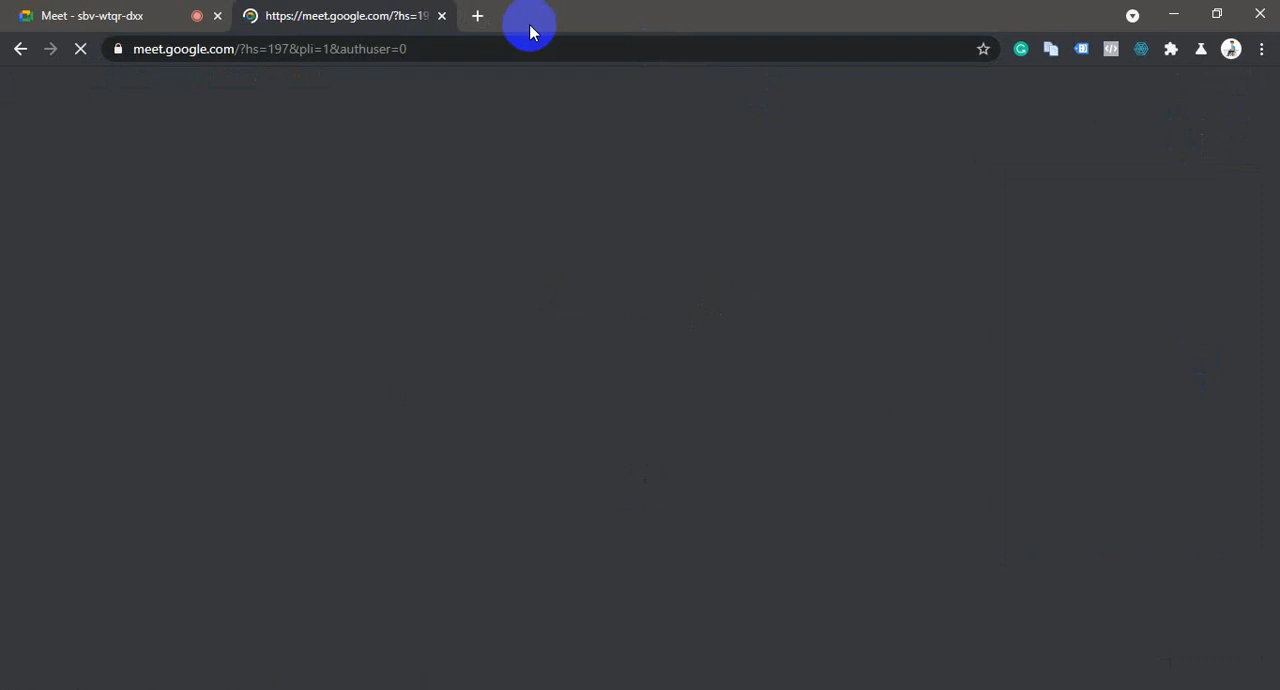 Meet - sbv-wtqr-dxx
https://meet.google.com/?hs=19
meet.google.com/?hs=197&pli=1&authuser=0